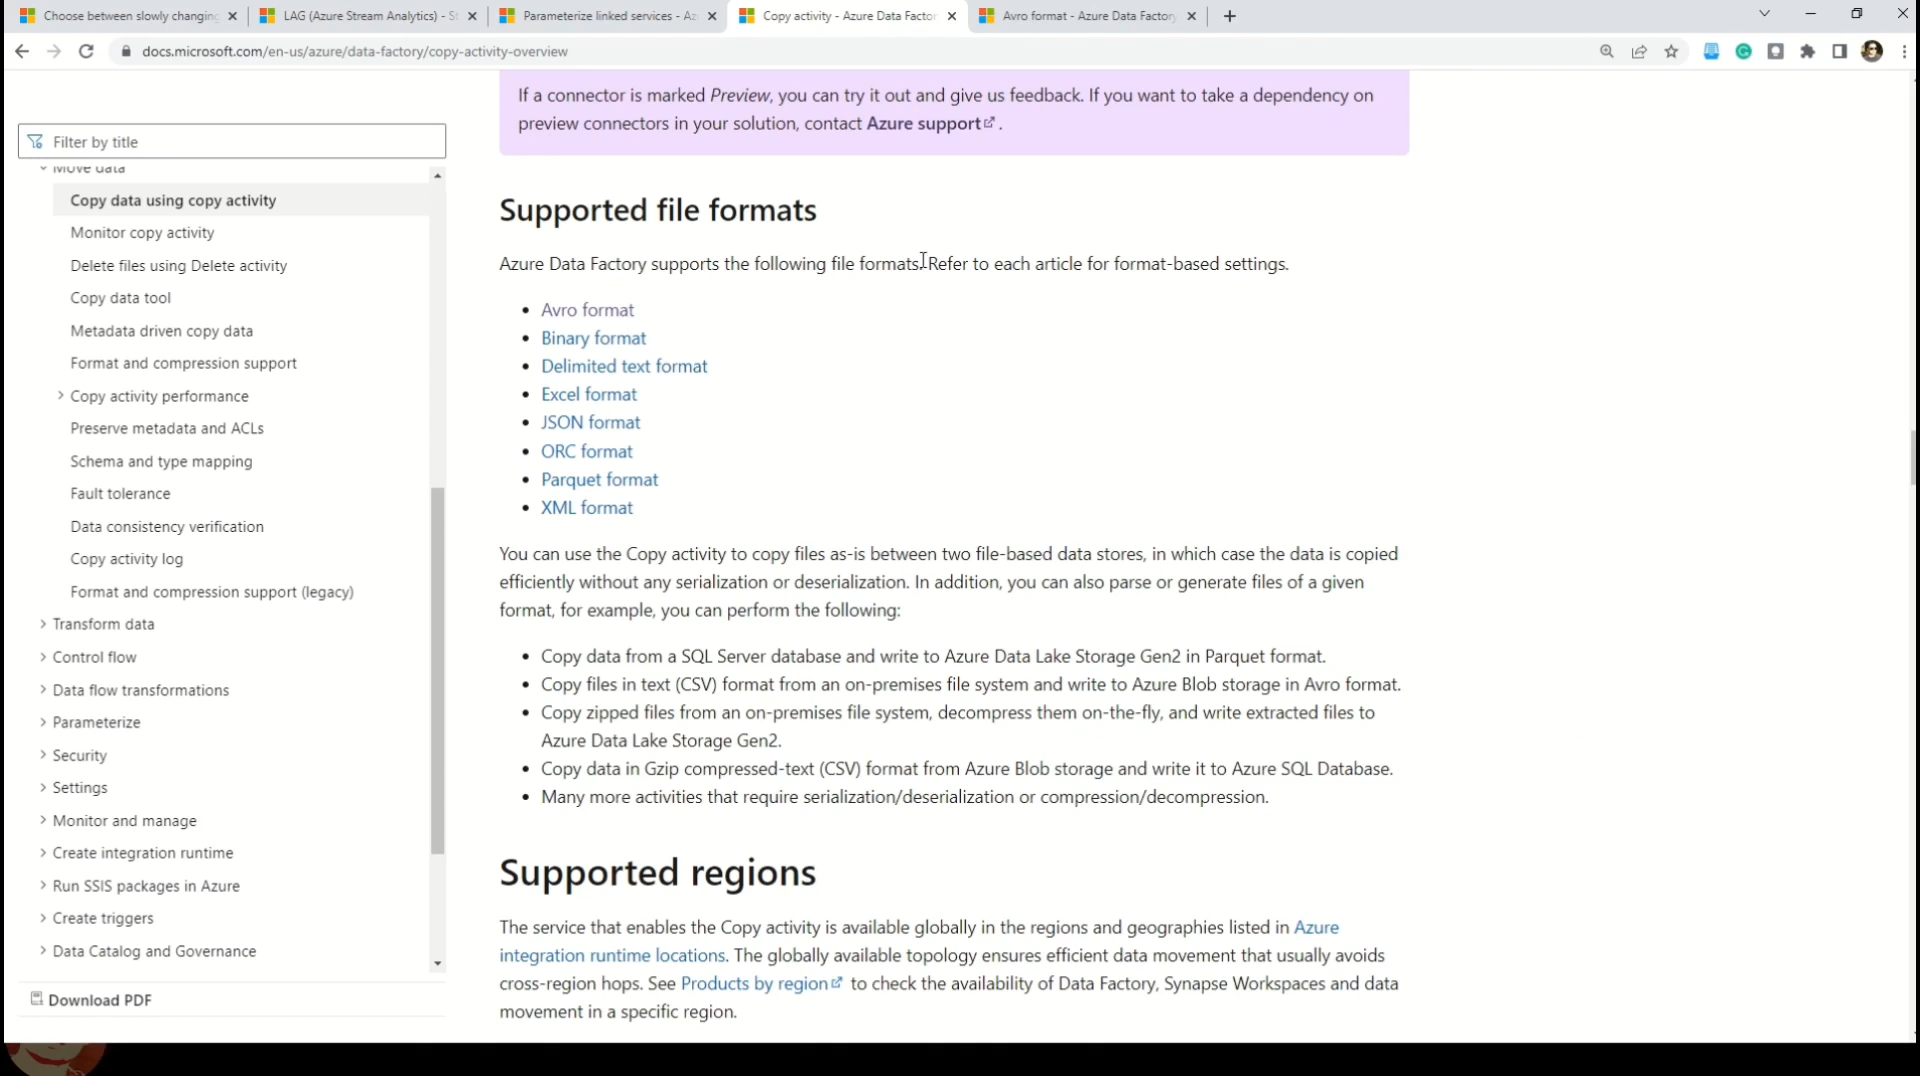 Choose between slowly changing
LAG (Azure Stream Analytics) - St
Parameterize linked services - Az
Copy activity - Azure Data Factor
Avro format - Azure Data Factory
docs.microsoft.com/en-us/azure/data-factory/copy-activity-overview
Filter by title
Move data
Copy data using copy activity
Monitor copy activity
Delete files using Delete activity
Copy data tool
Metadata driven copy data
Format and compression support
Copy activity performance
Preserve metadata and ACLs
Schema and type mapping
Fault tolerance
Data consistency verification
Copy activity log
Format and compression support (legacy)
Transform data
Control flow
Data flow transformations
Parameterize
Security
Settings
Monitor and manage
Create integration runtime
Run SSIS packages in Azure
Create triggers
Data Catalog and Governance
Download PDF
If a connector is marked Preview, you can try it out and give us feedback. If you want to take a dependency on
preview connectors in your solution, contact Azure support.
Supported file formats
Azure Data Factory supports the following file formats. Refer to each article for format-based settings.
• Avro format
• Binary format
• Delimited text format
• Excel format
• JSON format
• ORC format
• Parquet format
• XML format
You can use the Copy activity to copy files as-is between two file-based data stores, in which case the data is copied
efficiently without any serialization or deserialization. In addition, you can also parse or generate files of a given
format, for example, you can perform the following:
• Copy data from a SQL Server database and write to Azure Data Lake Storage Gen2 in Parquet format.
• Copy files in text (CSV) format from an on-premises file system and write to Azure Blob storage in Avro format.
• Copy zipped files from an on-premises file system, decompress them on-the-fly, and write extracted files to
Azure Data Lake Storage Gen2.
• Copy data in Gzip compressed-text (CSV) format from Azure Blob storage and write it to Azure SQL Database.
• Many more activities that require serialization/deserialization or compression/decompression.
Supported regions
The service that enables the Copy activity is available globally in the regions and geographies listed in Azure
integration runtime locations. The globally available topology ensures efficient data movement that usually avoids
cross-region hops. See Products by region to check the availability of Data Factory, Synapse Workspaces and data
movement in a specific region.